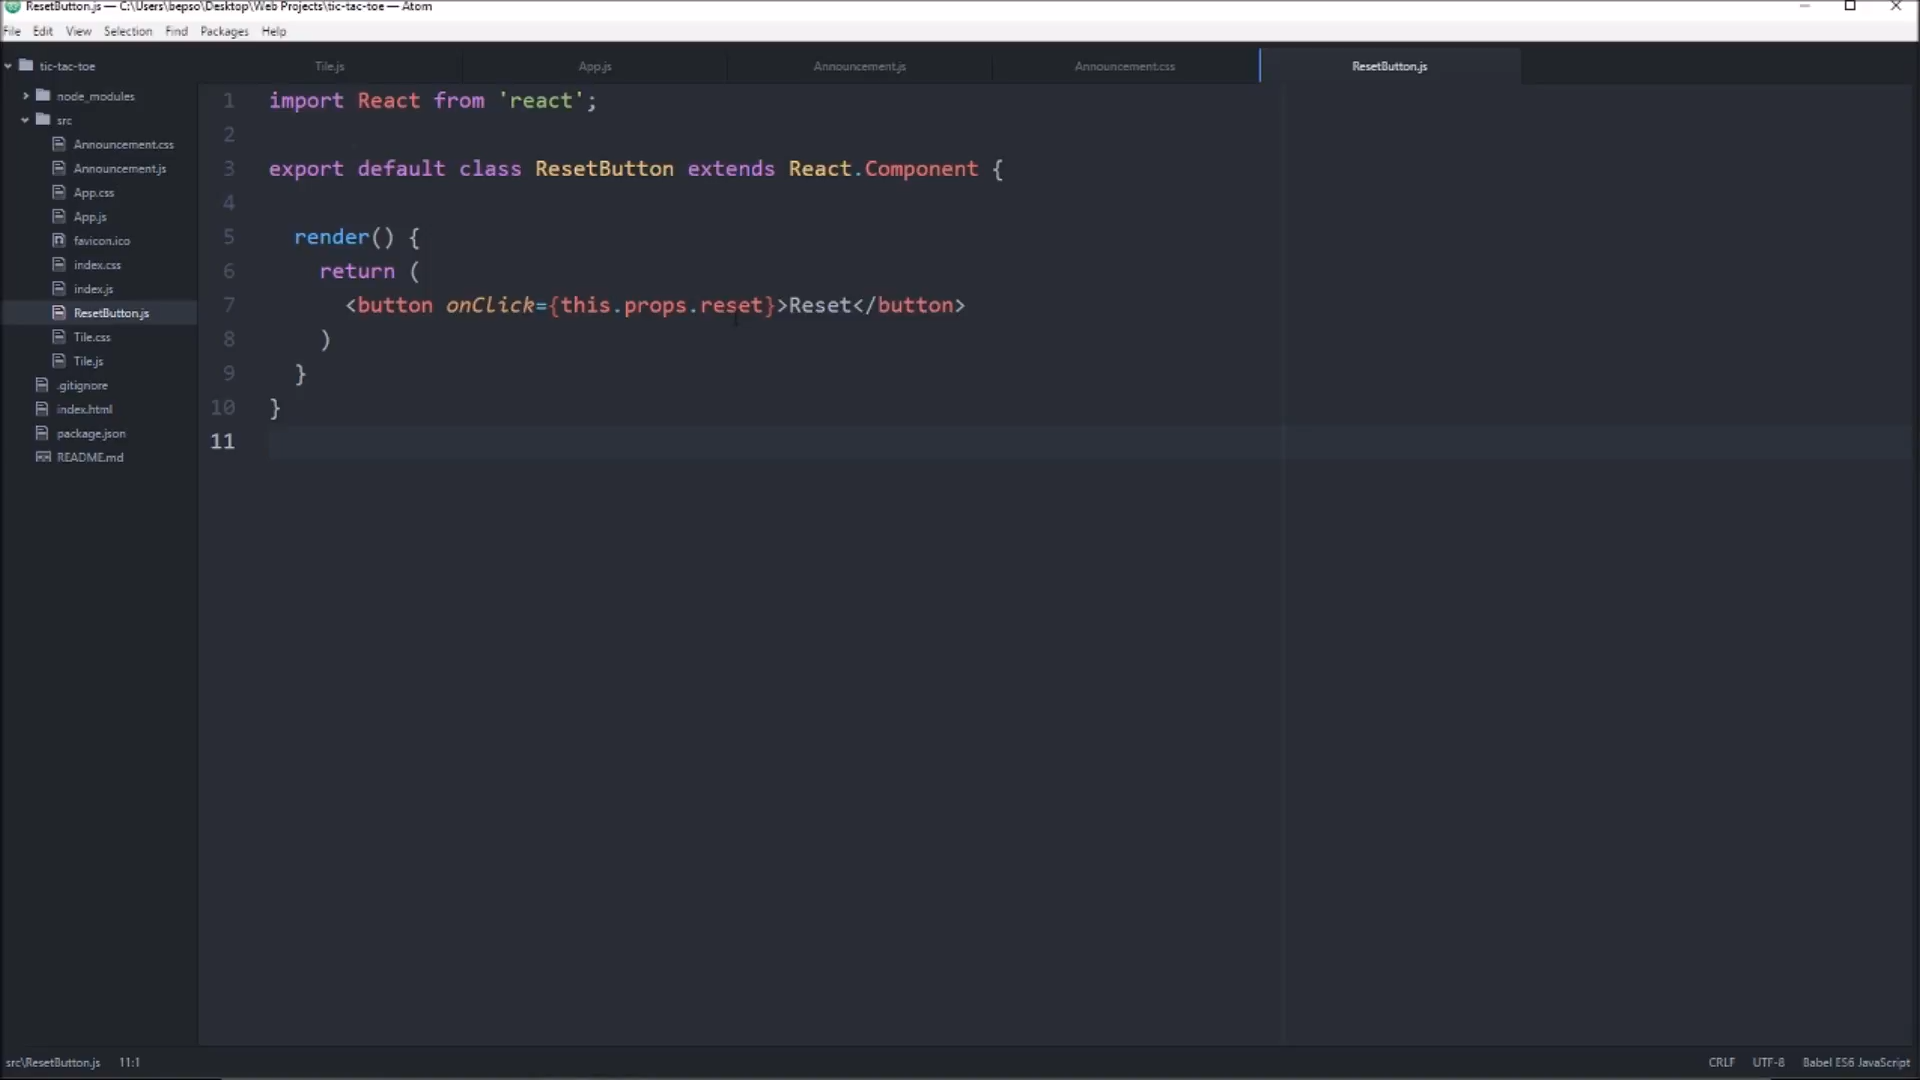 ResetButton.js — C:\Users\bepso\Desktop\Web Projects\tic-tac-toe — Atom
File Edit View Selection Find Packages Help
tic-tac-toe
node_modules
src
Announcement.css
Announcement.js
App.css
App.js
favicon.ico
index.css
index.js
ResetButton.js
Tile.css
Tile.js
.gitignore
index.html
package.json
README.md
Tile.js App.js Announcement.js Announcement.css ResetButton.js
1 import React from 'react';
2
3 export default class ResetButton extends React.Component {
4
5 render() {
6 return (
7 <button onClick={this.props.reset}>Reset</button>
8 )
9 }
10 }
11
src\ResetButton.js 11:1 CRLF UTF-8 Babel ES6 JavaScript